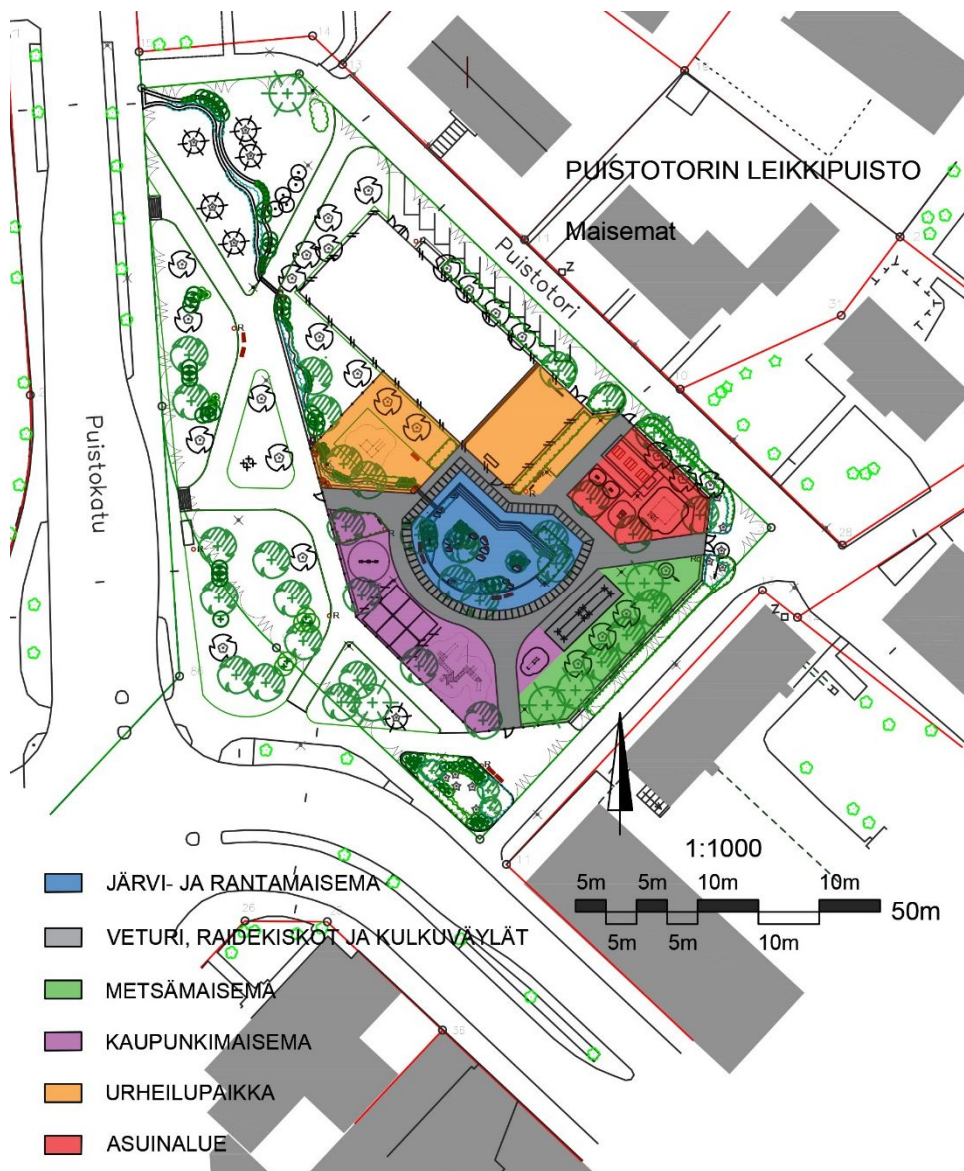 PUISTOTORIN LEIKKIPUISTO
Maisemat
Puistotori
Puistokatu
1:1000
5m 5m 10m 10m
50m
5m 5m 10m
JÄRVI- JA RANTAMAISEMA
VETURI, RAIDEKISKOT JA KULKUVÄYLÄT
METSÄMAISEMA
KAUPUNKIMAISEMA
URHEILUPAIKKA
ASUINALUE